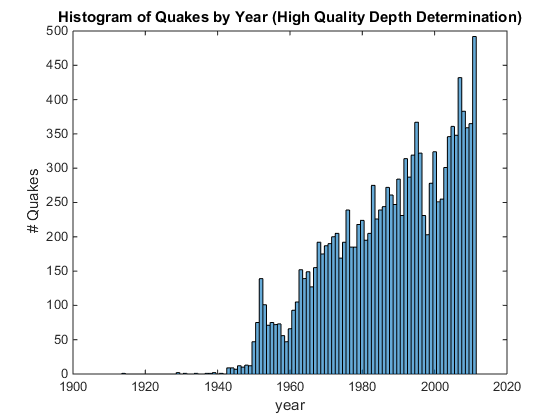 Histogram of Quakes by Year (High Quality Depth Determination)
500
450
400
350
300
250
200
150
100
50
0
# Quakes
1900 1920 1940 1960 1980 2000 2020
year